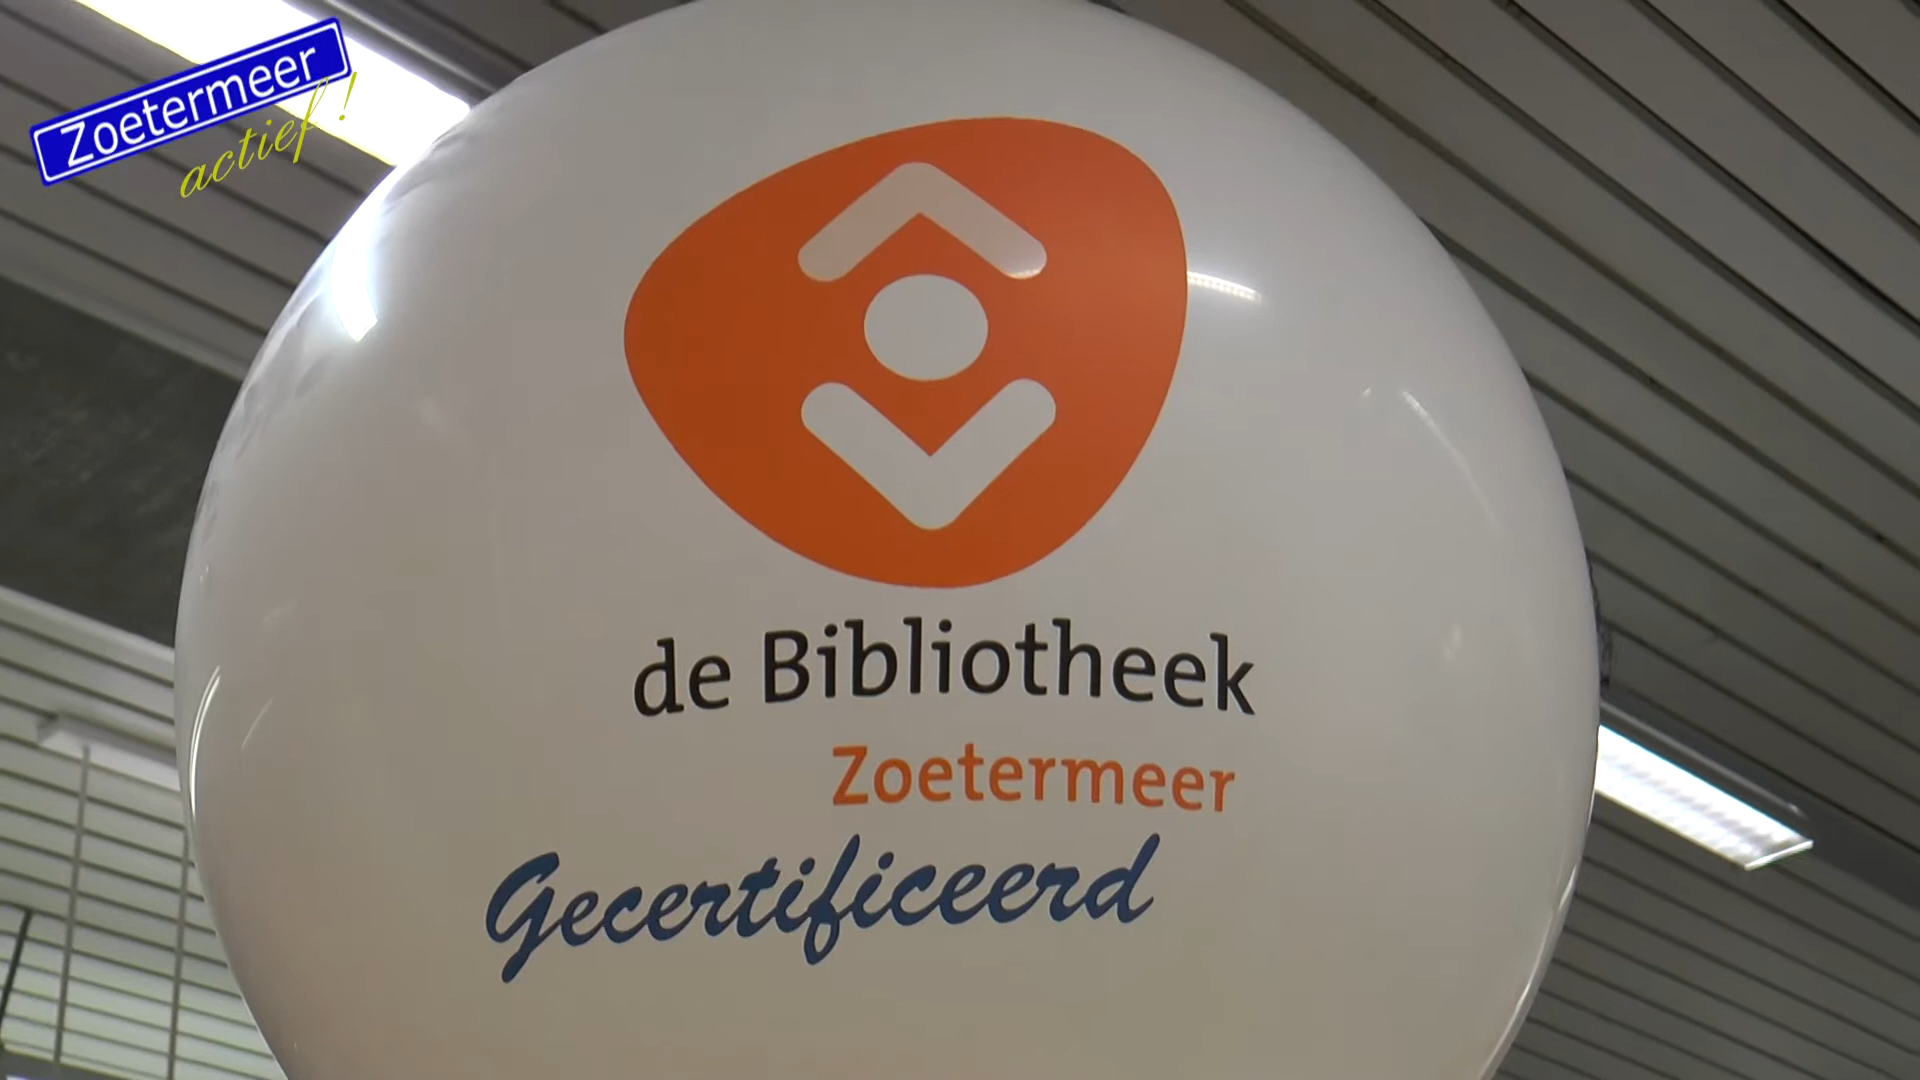 Zoetermeer
actief!
de Bibliotheek
Zoetermeer
Gecertificeerd